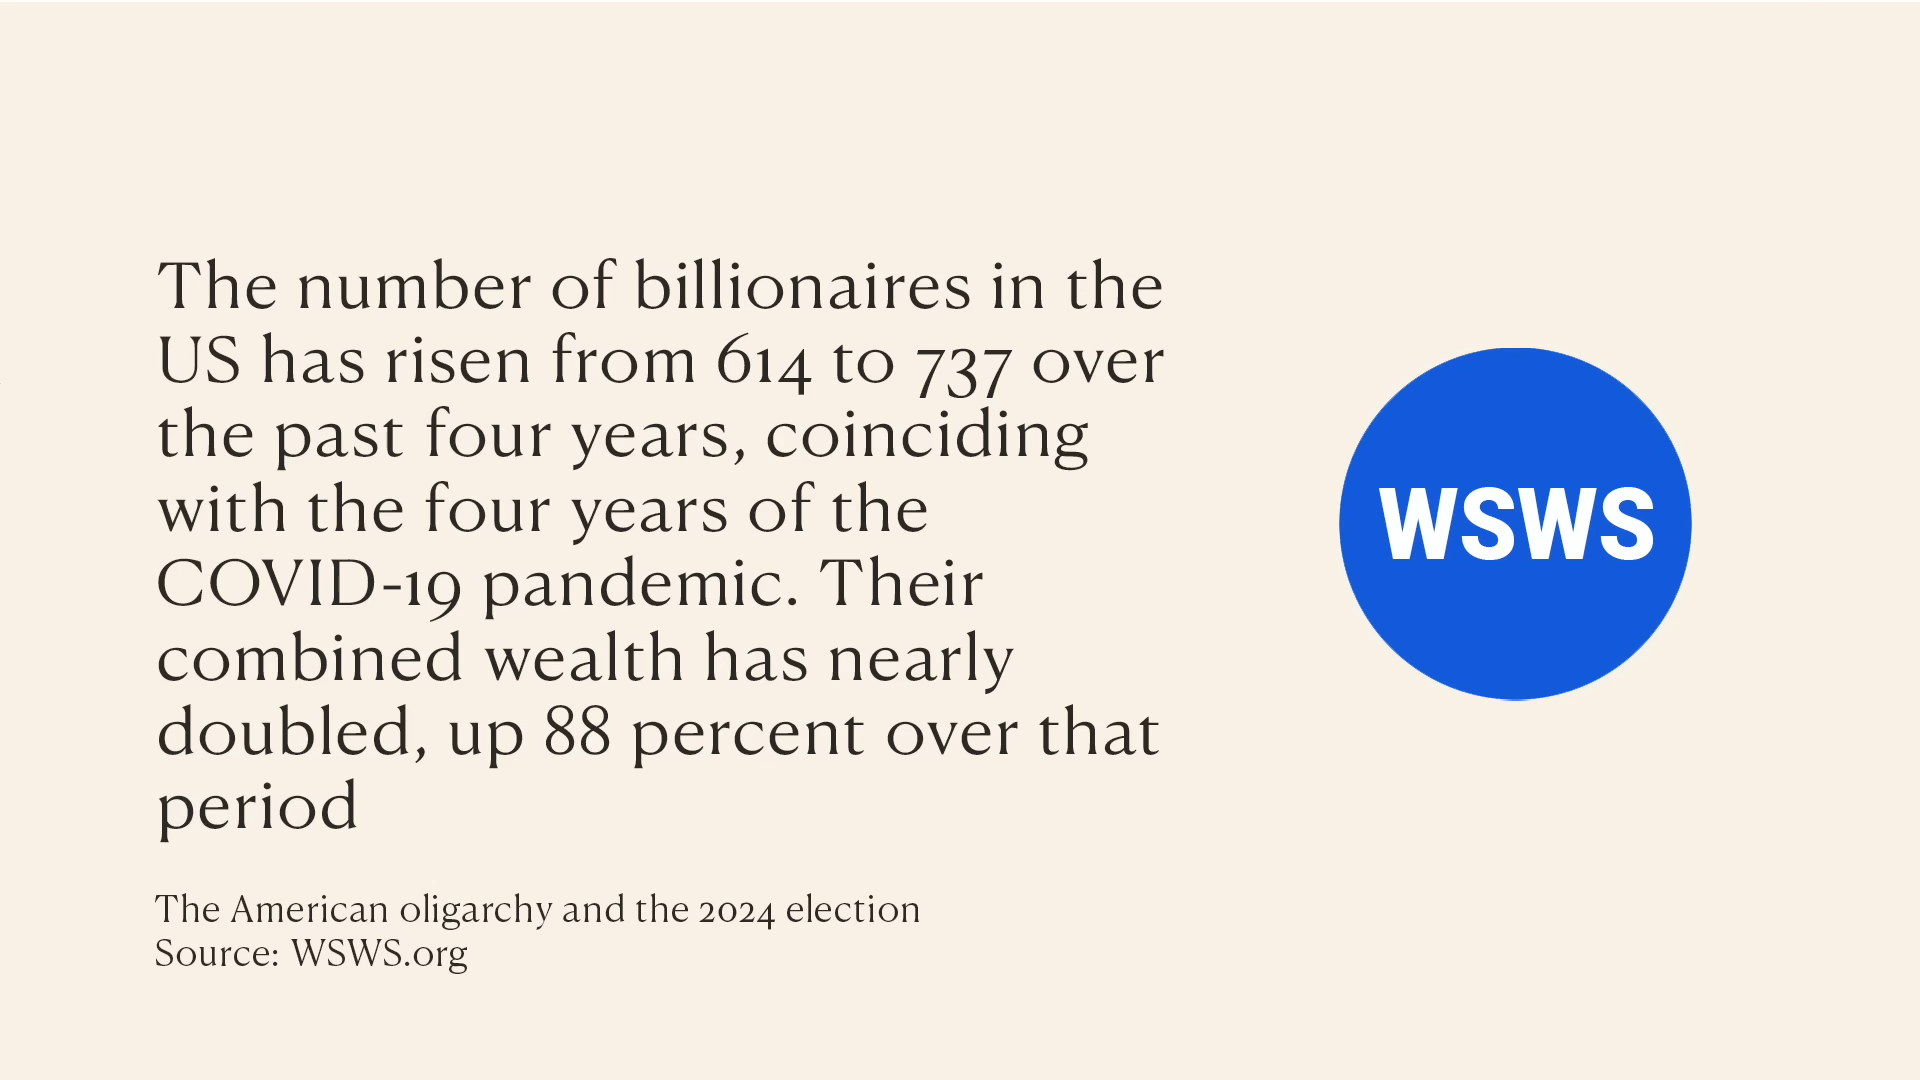 The number of billionaires in the
US has risen from 614 to 737 over
the past four years, coinciding
with the four years of the
COVID-19 pandemic. Their
combined wealth has nearly
doubled, up 88 percent over that
period
WSWS
The American oligarchy and the 2024 election
Source: WSWS.org